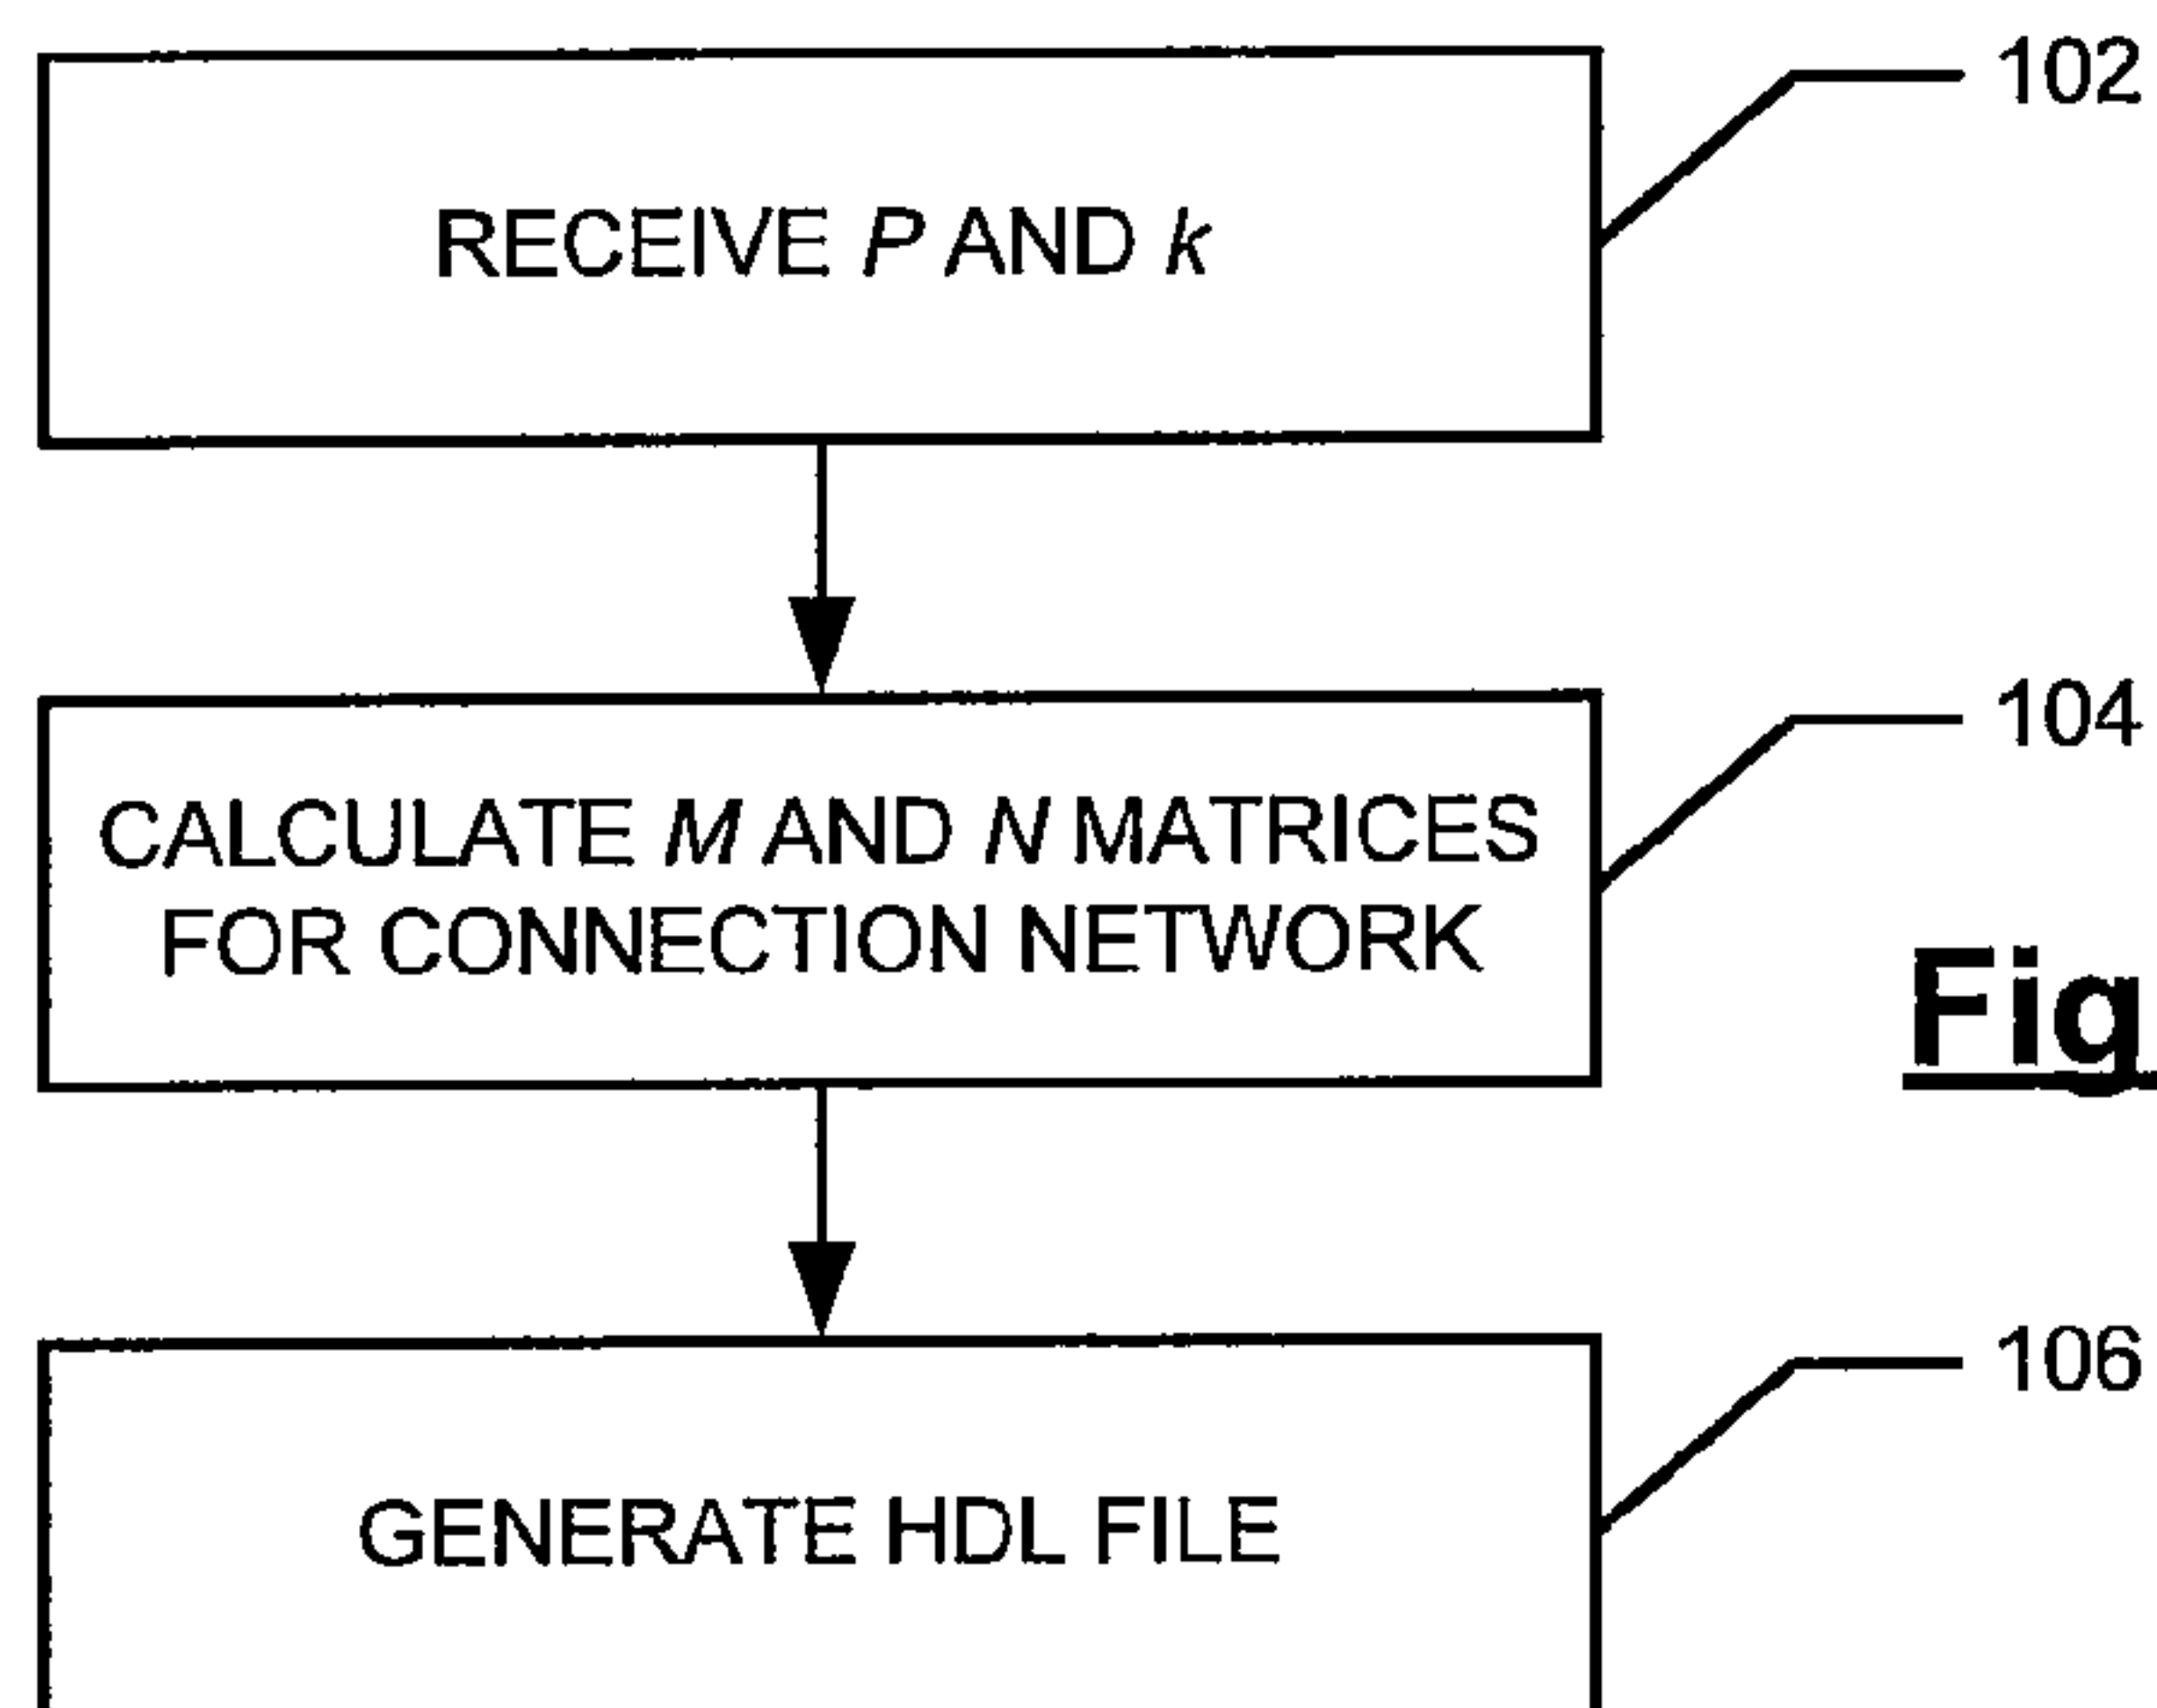 RECEIVE P AND k
102
CALCULATE M AND N MATRICES
FOR CONNECTION NETWORK
104
Fig
GENERATE HDL FILE
106